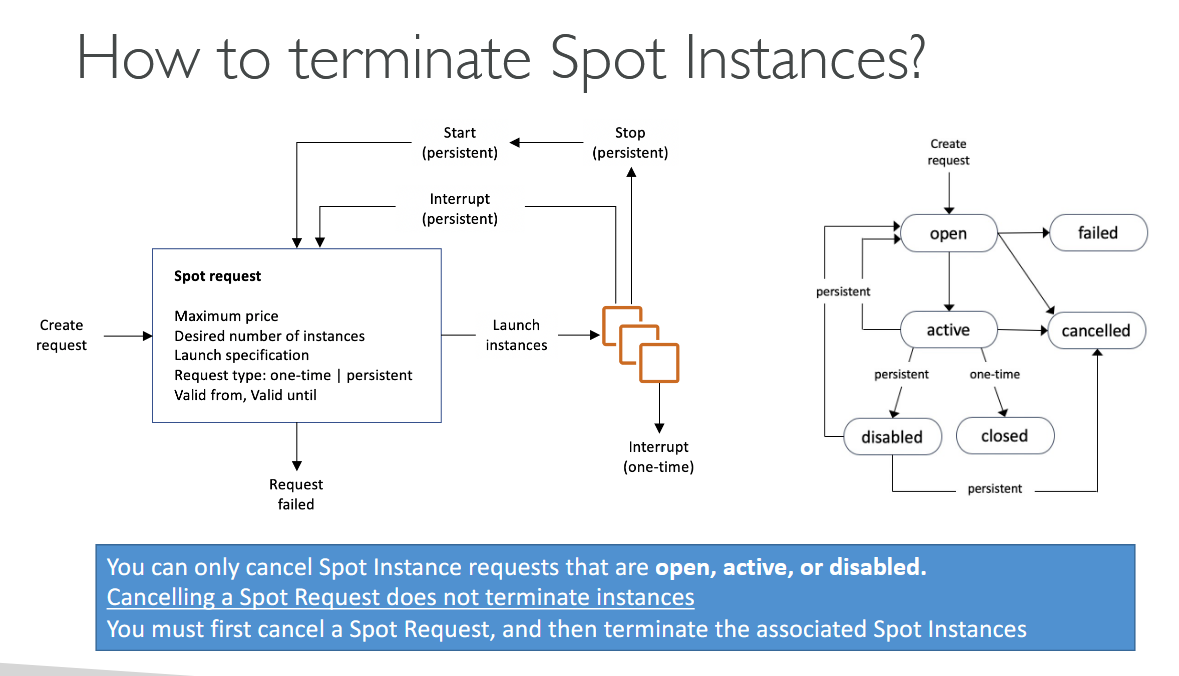 How to terminate Spot Instances?
Start
(persistent)
Stop
(persistent)
Interrupt
(persistent)
Create
request
Spot request
Maximum price
Desired number of instances
Launch specification
Request type: one-time | persistent
Valid from, Valid until
Launch
instances
Interrupt
(one-time)
Request
failed
Create
request
open
failed
persistent
active
cancelled
persistent
one-time
disabled
closed
persistent
You can only cancel Spot Instance requests that are open, active, or disabled.
Cancelling a Spot Request does not terminate instances
You must first cancel a Spot Request, and then terminate the associated Spot Instances